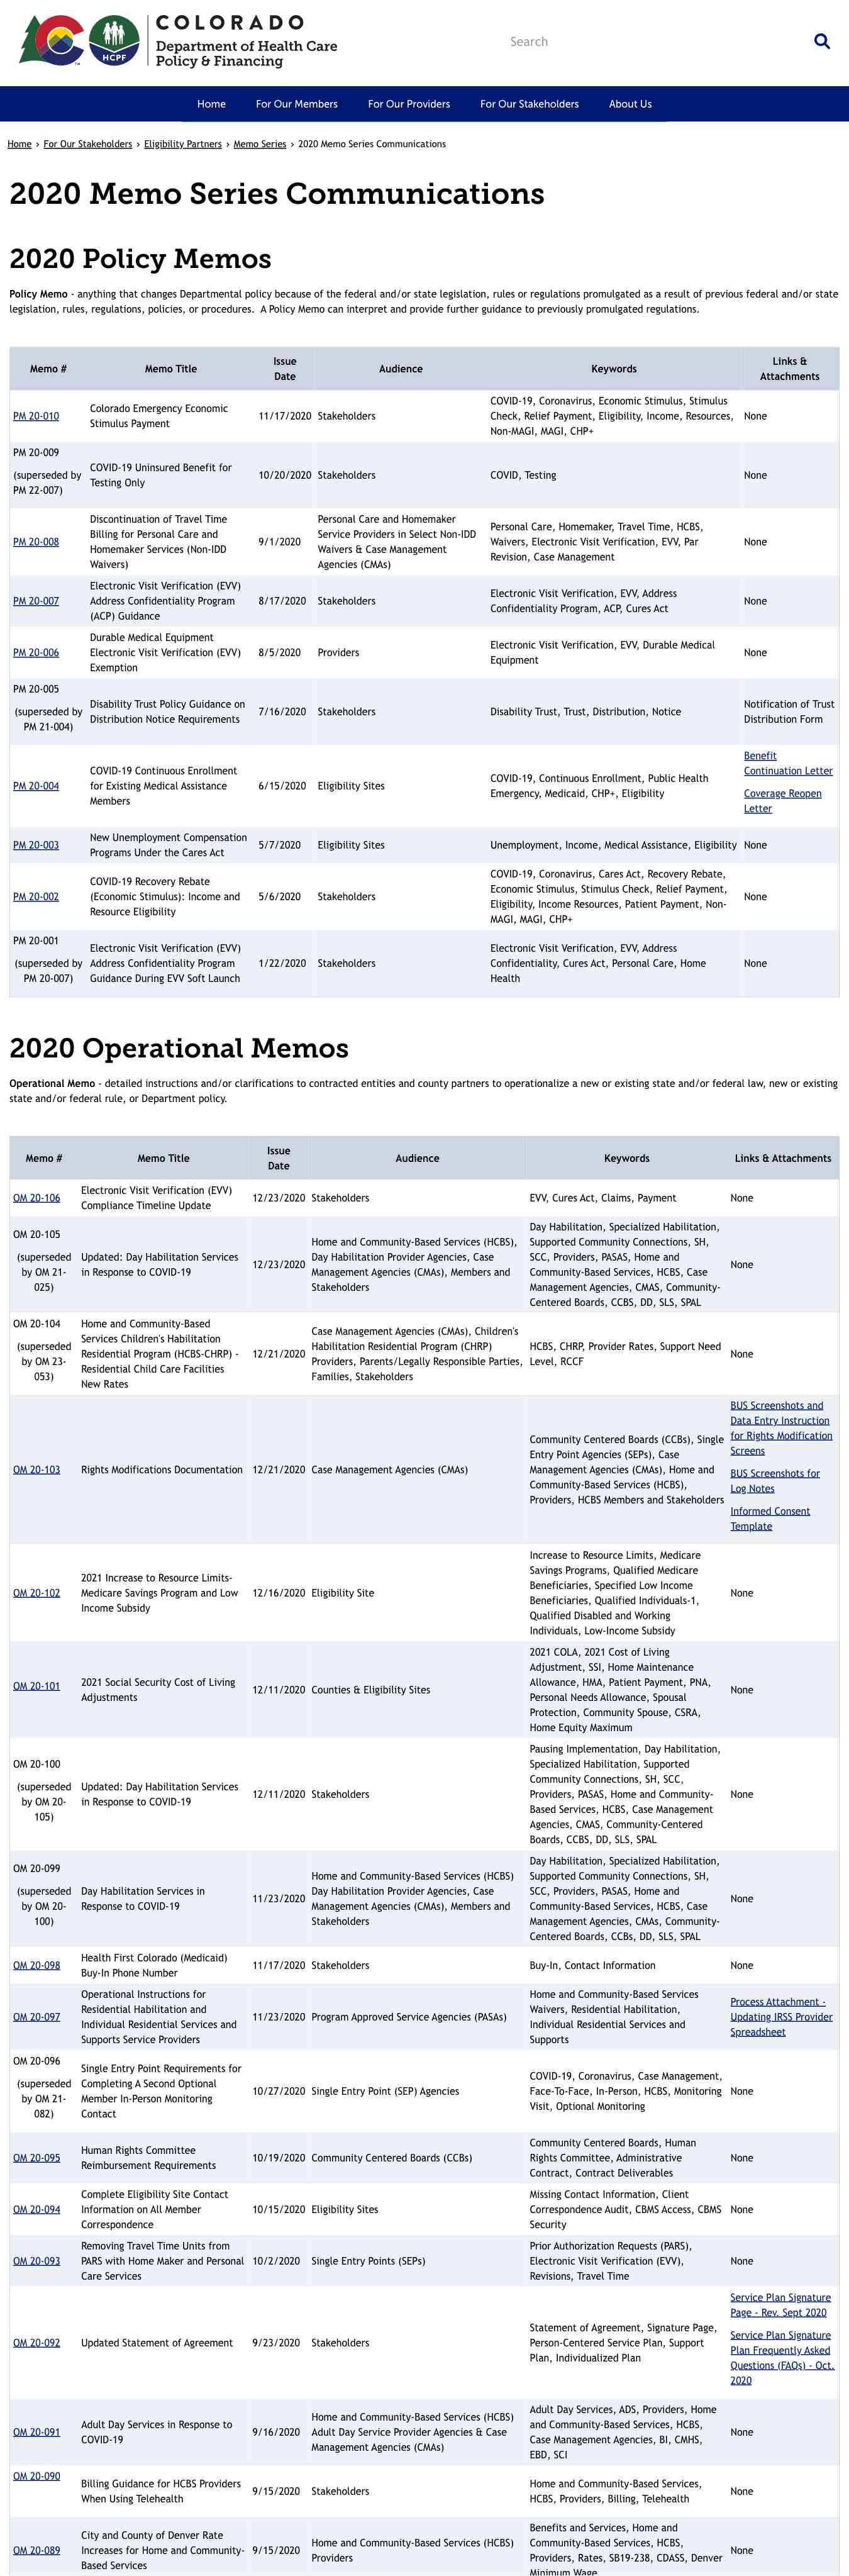 COLORADO
Department of Health Care
Policy & Financing
HCPF
TM
Search
Home For Our Members For Our Providers For Our Stakeholders About Us
Home › For Our Stakeholders › Eligibility Partners › Memo Series › 2020 Memo Series Communications
2020 Memo Series Communications
2020 Policy Memos
Policy Memo - anything that changes Departmental policy because of the federal and/or state legislation, rules or regulations promulgated as a result of previous federal and/or state
legislation, rules, regulations, policies, or procedures.  A Policy Memo can interpret and provide further guidance to previously promulgated regulations.
Memo #
Memo Title
Issue
Date
Audience
Keywords
Links &
Attachments
PM 20-010
Colorado Emergency Economic
Stimulus Payment
11/17/2020
Stakeholders
COVID-19, Coronavirus, Economic Stimulus, Stimulus
Check, Relief Payment, Eligibility, Income, Resources,
Non-MAGI, MAGI, CHP+
None
PM 20-009
(superseded by
PM 22-007)
COVID-19 Uninsured Benefit for
Testing Only
10/20/2020
Stakeholders
COVID, Testing
None
PM 20-008
Discontinuation of Travel Time
Billing for Personal Care and
Homemaker Services (Non-IDD
Waivers)
9/1/2020
Personal Care and Homemaker
Service Providers in Select Non-IDD
Waivers & Case Management
Agencies (CMAs)
Personal Care, Homemaker, Travel Time, HCBS,
Waivers, Electronic Visit Verification, EVV, Par
Revision, Case Management
None
PM 20-007
Electronic Visit Verification (EVV)
Address Confidentiality Program
(ACP) Guidance
8/17/2020
Stakeholders
Electronic Visit Verification, EVV, Address
Confidentiality Program, ACP, Cures Act
None
PM 20-006
Durable Medical Equipment
Electronic Visit Verification (EVV)
Exemption
8/5/2020
Providers
Electronic Visit Verification, EVV, Durable Medical
Equipment
None
PM 20-005
(superseded by
PM 21-004)
Disability Trust Policy Guidance on
Distribution Notice Requirements
7/16/2020
Stakeholders
Disability Trust, Trust, Distribution, Notice
Notification of Trust
Distribution Form
PM 20-004
COVID-19 Continuous Enrollment
for Existing Medical Assistance
Members
6/15/2020
Eligibility Sites
COVID-19, Continuous Enrollment, Public Health
Emergency, Medicaid, CHP+, Eligibility
Benefit
Continuation Letter
Coverage Reopen
Letter
PM 20-003
New Unemployment Compensation
Programs Under the Cares Act
5/7/2020
Eligibility Sites
Unemployment, Income, Medical Assistance, Eligibility
None
PM 20-002
COVID-19 Recovery Rebate
(Economic Stimulus): Income and
Resource Eligibility
5/6/2020
Stakeholders
COVID-19, Coronavirus, Cares Act, Recovery Rebate,
Economic Stimulus, Stimulus Check, Relief Payment,
Eligibility, Income Resources, Patient Payment, Non-
MAGI, MAGI, CHP+
None
PM 20-001
(superseded by
PM 20-007)
Electronic Visit Verification (EVV)
Address Confidentiality Program
Guidance During EVV Soft Launch
1/22/2020
Stakeholders
Electronic Visit Verification, EVV, Address
Confidentiality, Cures Act, Personal Care, Home
Health
None
2020 Operational Memos
Operational Memo - detailed instructions and/or clarifications to contracted entities and county partners to operationalize a new or existing state and/or federal law, new or existing
state and/or federal rule, or Department policy.
Memo #
Memo Title
Issue
Date
Audience
Keywords
Links & Attachments
OM 20-106
Electronic Visit Verification (EVV)
Compliance Timeline Update
12/23/2020
Stakeholders
EVV, Cures Act, Claims, Payment
None
OM 20-105
(superseded
by OM 21-
025)
Updated: Day Habilitation Services
in Response to COVID-19
12/23/2020
Home and Community-Based Services (HCBS),
Day Habilitation Provider Agencies, Case
Management Agencies (CMAs), Members and
Stakeholders
Day Habilitation, Specialized Habilitation,
Supported Community Connections, SH,
SCC, Providers, PASAS, Home and
Community-Based Services, HCBS, Case
Management Agencies, CMAS, Community-
Centered Boards, CCBS, DD, SLS, SPAL
None
OM 20-104
(superseded
by OM 23-
053)
Home and Community-Based
Services Children's Habilitation
Residential Program (HCBS-CHRP) -
Residential Child Care Facilities
New Rates
12/21/2020
Case Management Agencies (CMAs), Children's
Habilitation Residential Program (CHRP)
Providers, Parents/Legally Responsible Parties,
Families, Stakeholders
HCBS, CHRP, Provider Rates, Support Need
Level, RCCF
None
OM 20-103
Rights Modifications Documentation
12/21/2020
Case Management Agencies (CMAs)
Community Centered Boards (CCBs), Single
Entry Point Agencies (SEPs), Case
Management Agencies (CMAs), Home and
Community-Based Services (HCBS),
Providers, HCBS Members and Stakeholders
BUS Screenshots and
Data Entry Instruction
for Rights Modification
Screens
BUS Screenshots for
Log Notes
Informed Consent
Template
OM 20-102
2021 Increase to Resource Limits-
Medicare Savings Program and Low
Income Subsidy
12/16/2020
Eligibility Site
Increase to Resource Limits, Medicare
Savings Programs, Qualified Medicare
Beneficiaries, Specified Low Income
Beneficiaries, Qualified Individuals-1,
Qualified Disabled and Working
Individuals, Low-Income Subsidy
None
OM 20-101
2021 Social Security Cost of Living
Adjustments
12/11/2020
Counties & Eligibility Sites
2021 COLA, 2021 Cost of Living
Adjustment, SSI, Home Maintenance
Allowance, HMA, Patient Payment, PNA,
Personal Needs Allowance, Spousal
Protection, Community Spouse, CSRA,
Home Equity Maximum
None
OM 20-100
(superseded
by OM 20-
105)
Updated: Day Habilitation Services
in Response to COVID-19
12/11/2020
Stakeholders
Pausing Implementation, Day Habilitation,
Specialized Habilitation, Supported
Community Connections, SH, SCC,
Providers, PASAS, Home and Community-
Based Services, HCBS, Case Management
Agencies, CMAS, Community-Centered
Boards, CCBS, DD, SLS, SPAL
None
OM 20-099
(superseded
by OM 20-
100)
Day Habilitation Services in
Response to COVID-19
11/23/2020
Home and Community-Based Services (HCBS)
Day Habilitation Provider Agencies, Case
Management Agencies (CMAs), Members and
Stakeholders
Day Habilitation, Specialized Habilitation,
Supported Community Connections, SH,
SCC, Providers, PASAS, Home and
Community-Based Services, HCBS, Case
Management Agencies, CMAs, Community-
Centered Boards, CCBs, DD, SLS, SPAL
None
OM 20-098
Health First Colorado (Medicaid)
Buy-In Phone Number
11/17/2020
Stakeholders
Buy-In, Contact Information
None
OM 20-097
Operational Instructions for
Residential Habilitation and
Individual Residential Services and
Supports Service Providers
11/23/2020
Program Approved Service Agencies (PASAs)
Home and Community-Based Services
Waivers, Residential Habilitation,
Individual Residential Services and
Supports
Process Attachment -
Updating IRSS Provider
Spreadsheet
OM 20-096
(superseded
by OM 21-
082)
Single Entry Point Requirements for
Completing A Second Optional
Member In-Person Monitoring
Contact
10/27/2020
Single Entry Point (SEP) Agencies
COVID-19, Coronavirus, Case Management,
Face-To-Face, In-Person, HCBS, Monitoring
Visit, Optional Monitoring
None
OM 20-095
Human Rights Committee
Reimbursement Requirements
10/19/2020
Community Centered Boards (CCBs)
Community Centered Boards, Human
Rights Committee, Administrative
Contract, Contract Deliverables
None
OM 20-094
Complete Eligibility Site Contact
Information on All Member
Correspondence
10/15/2020
Eligibility Sites
Missing Contact Information, Client
Correspondence Audit, CBMS Access, CBMS
Security
None
OM 20-093
Removing Travel Time Units from
PARS with Home Maker and Personal
Care Services
10/2/2020
Single Entry Points (SEPs)
Prior Authorization Requests (PARS),
Electronic Visit Verification (EVV),
Revisions, Travel Time
None
OM 20-092
Updated Statement of Agreement
9/23/2020
Stakeholders
Statement of Agreement, Signature Page,
Person-Centered Service Plan, Support
Plan, Individualized Plan
Service Plan Signature
Page - Rev. Sept 2020
Service Plan Signature
Plan Frequently Asked
Questions (FAQs) - Oct.
2020
OM 20-091
Adult Day Services in Response to
COVID-19
9/16/2020
Home and Community-Based Services (HCBS)
Adult Day Service Provider Agencies & Case
Management Agencies (CMAs)
Adult Day Services, ADS, Providers, Home
and Community-Based Services, HCBS,
Case Management Agencies, BI, CMHS,
EBD, SCI
None
OM 20-090
Billing Guidance for HCBS Providers
When Using Telehealth
9/15/2020
Stakeholders
Home and Community-Based Services,
HCBS, Providers, Billing, Telehealth
None
OM 20-089
City and County of Denver Rate
Increases for Home and Community-
Based Services
9/15/2020
Home and Community-Based Services (HCBS)
Providers
Benefits and Services, Home and
Community-Based Services, HCBS,
Providers, Rates, SB19-238, CDASS, Denver
Minimum Wage
None